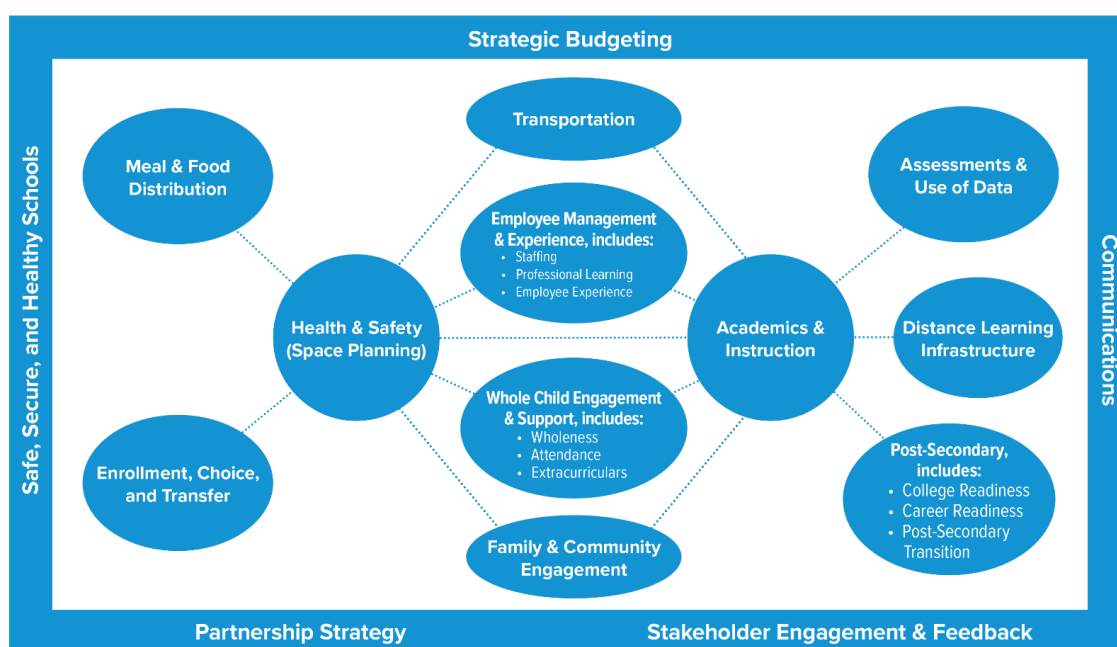 Strategic Budgeting
Safe, Secure, and Healthy Schools
Communications
Transportation
Meal & Food
Distribution
Assessments &
Use of Data
Employee Management
& Experience, includes:
• Staffing
• Professional Learning
• Employee Experience
Health & Safety
(Space Planning)
Academics &
Instruction
Distance Learning
Infrastructure
Whole Child Engagement
& Support, includes:
• Wholeness
• Attendance
• Extracurriculars
Enrollment, Choice,
and Transfer
Post-Secondary,
includes:
• College Readiness
• Career Readiness
• Post-Secondary
Transition
Family & Community
Engagement
Partnership Strategy
Stakeholder Engagement & Feedback